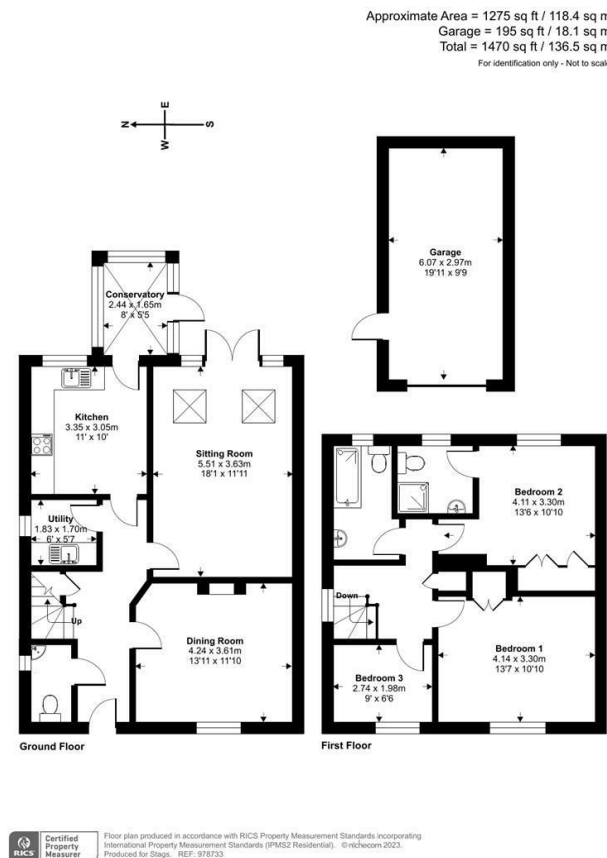 Approximate Area = 1275 sq ft / 118.4 sq m
Garage = 195 sq ft / 18.1 sq m
Total = 1470 sq ft / 136.5 sq m
For identification only - Not to scale
E
N
S
W
Garage
6.07 x 2.97m
19'11 x 9'9
Conservatory
2.44 x 1.65m
8' x 5'5
Kitchen
3.35 x 3.05m
11' x 10'
Sitting Room
5.51 x 3.63m
18'1 x 11'11
Utility
1.83 x 1.70m
6' x 5'7
Up
Dining Room
4.24 x 3.61m
13'11 x 11'10
Ground Floor
Bedroom 2
4.11 x 3.30m
13'6 x 10'10
Down
Bedroom 1
4.14 x 3.30m
13'7 x 10'10
Bedroom 3
2.74 x 1.98m
9' x 6'6
First Floor
RICS
Certified
Property
Measurer
Floor plan produced in accordance with RICS Property Measurement Standards incorporating
International Property Measurement Standards (IPMS2 Residential). © nichecom 2023.
Produced for Stags. REF: 978733